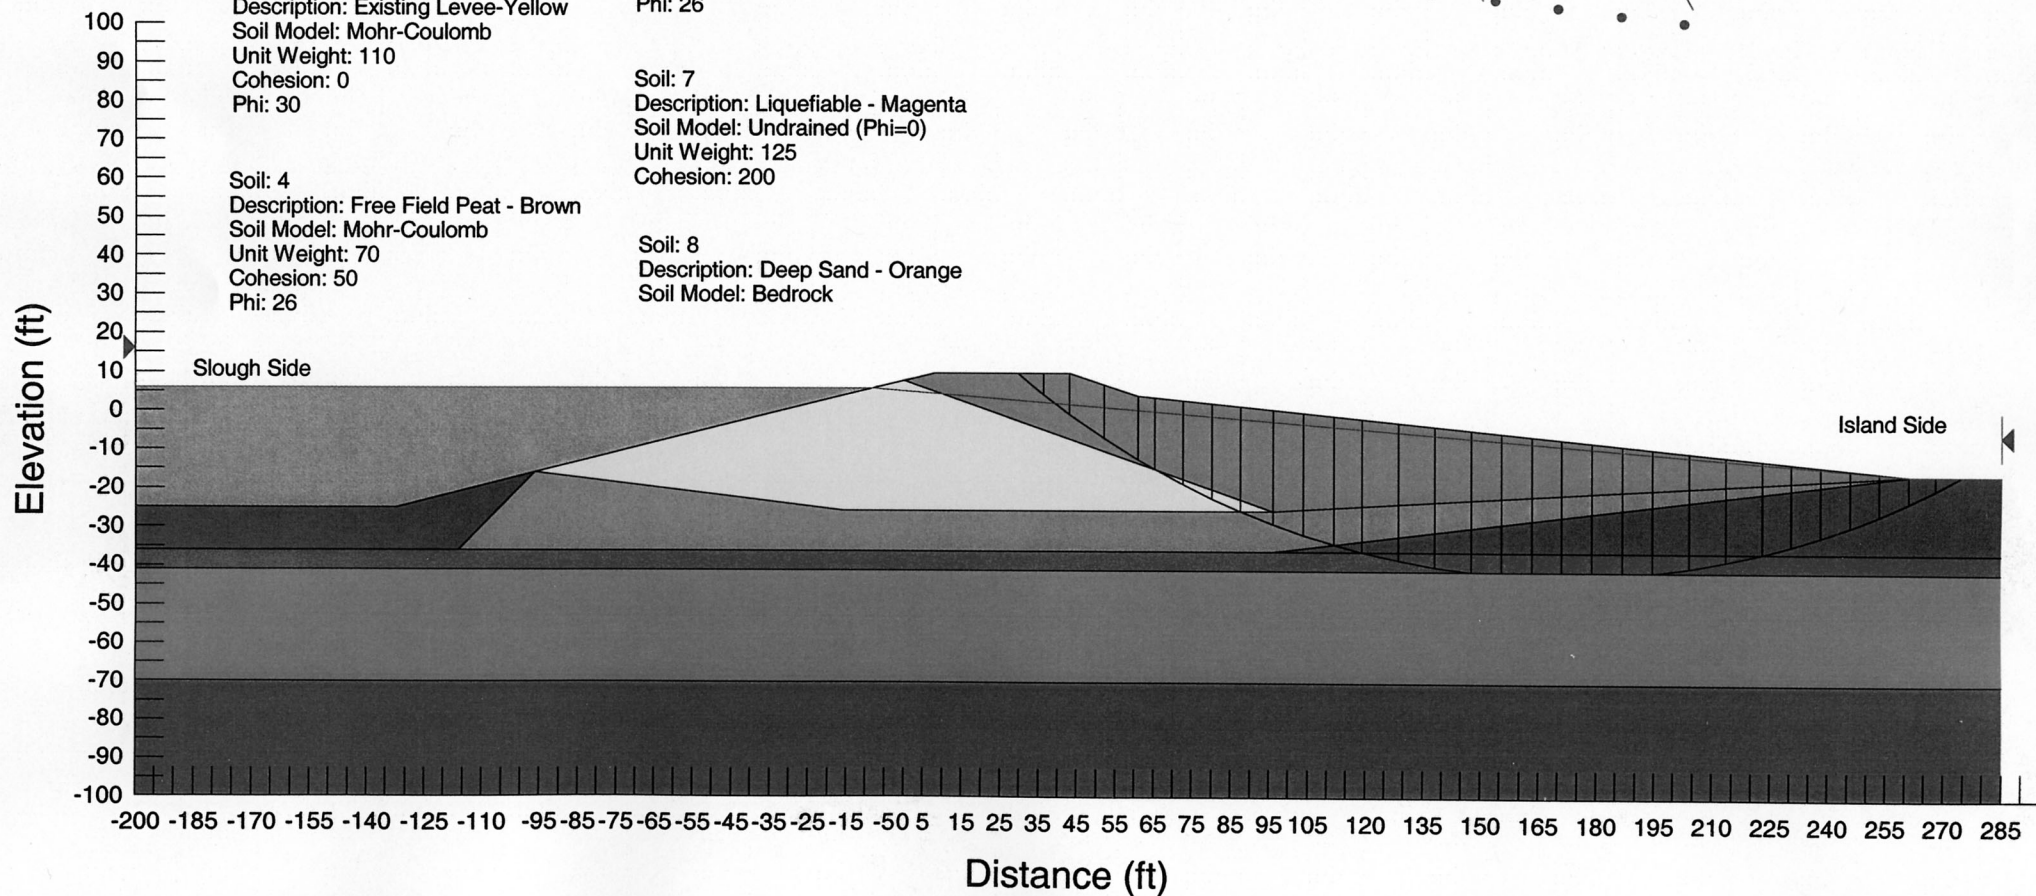 Description: Existing Levee-Yellow
Soil Model: Mohr-Coulomb
Unit Weight: 110
Cohesion: 0
Phi: 30
Soil: 4
Description: Free Field Peat - Brown
Soil Model: Mohr-Coulomb
Unit Weight: 70
Cohesion: 50
Phi: 26
Phi: 26
Soil: 7
Description: Liquefiable - Magenta
Soil Model: Undrained (Phi=0)
Unit Weight: 125
Cohesion: 200
Soil: 8
Description: Deep Sand - Orange
Soil Model: Bedrock
Elevation (ft)
100
90
80
70
60
50
40
30
20
10
0
-10
-20
-30
-40
-50
-60
-70
-80
-90
-100
Slough Side
Island Side
-200 -185 -170 -155 -140 -125 -110 -95 -85 -75 -65 -55 -45 -35 -25 -15 -50 5 15 25 35 45 55 65 75 85 95 105 120 135 150 165 180 195 210 225 240 255 270 285
Distance (ft)